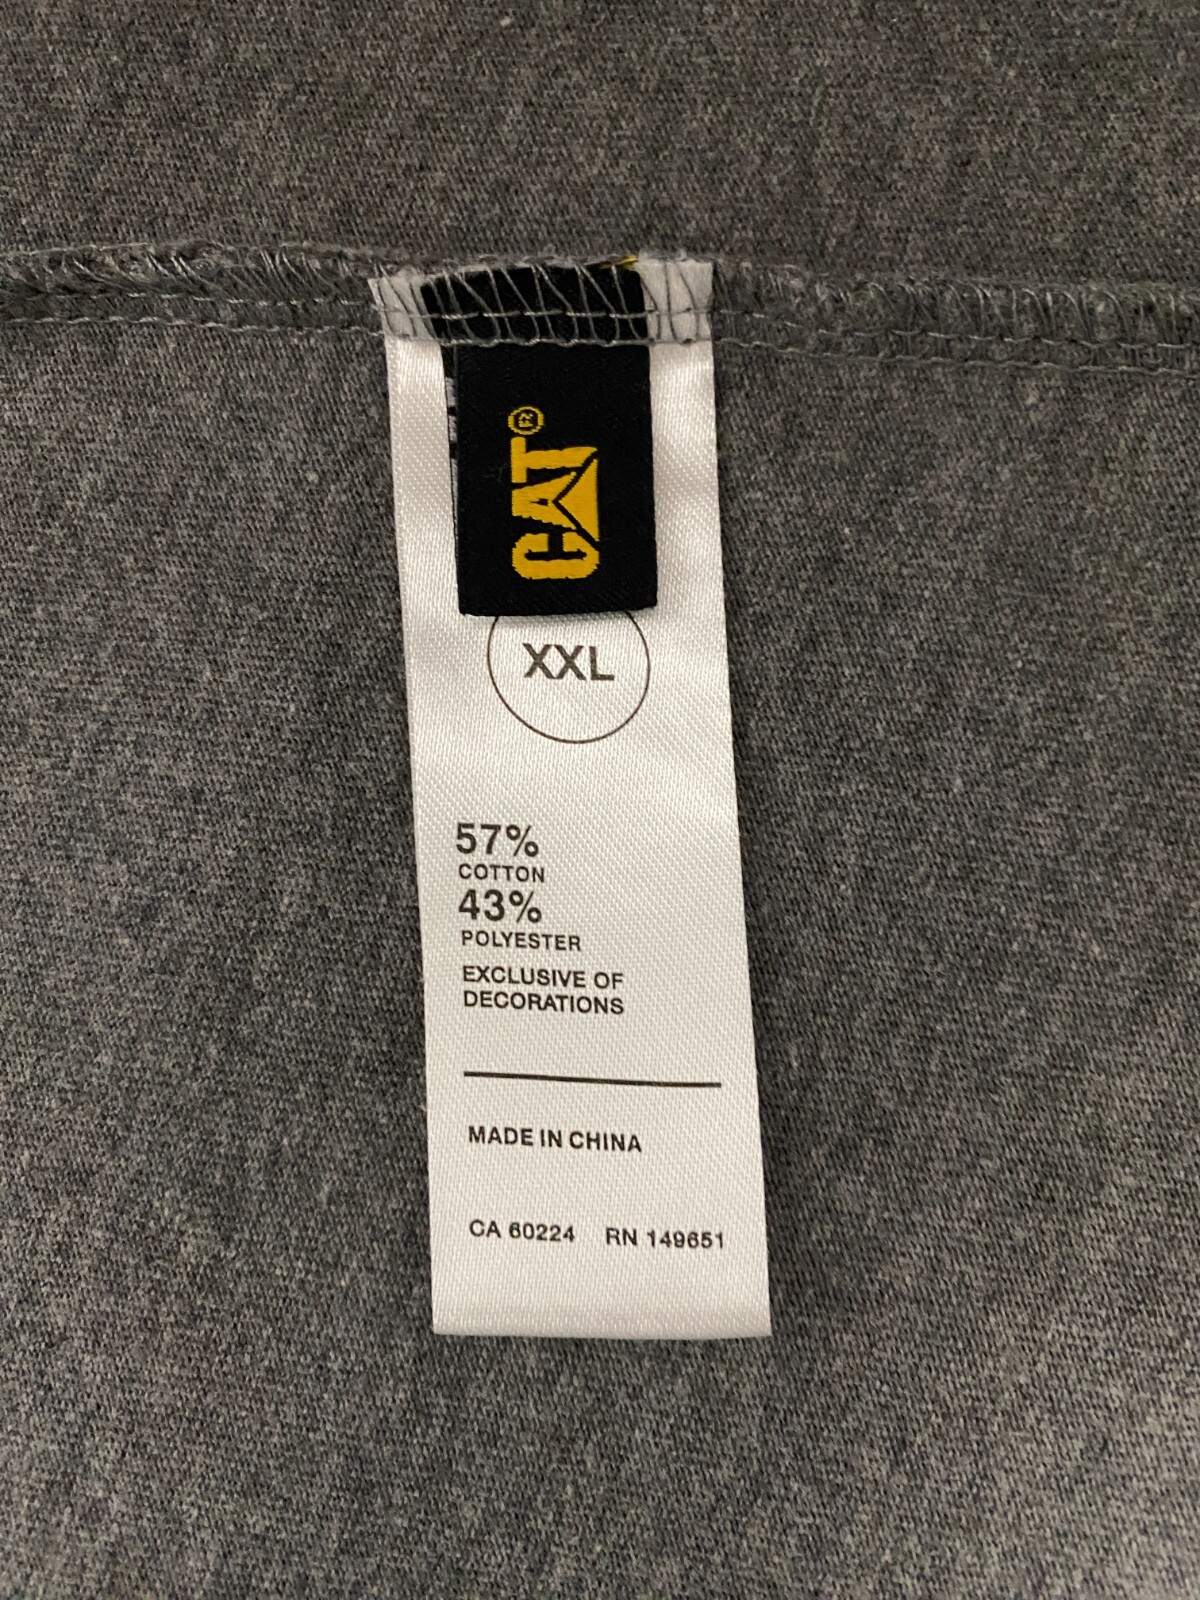 CAT®
XXL
57%
COTTON
43%
POLYESTER
EXCLUSIVE OF
DECORATIONS
MADE IN CHINA
CA 60224 RN 149651